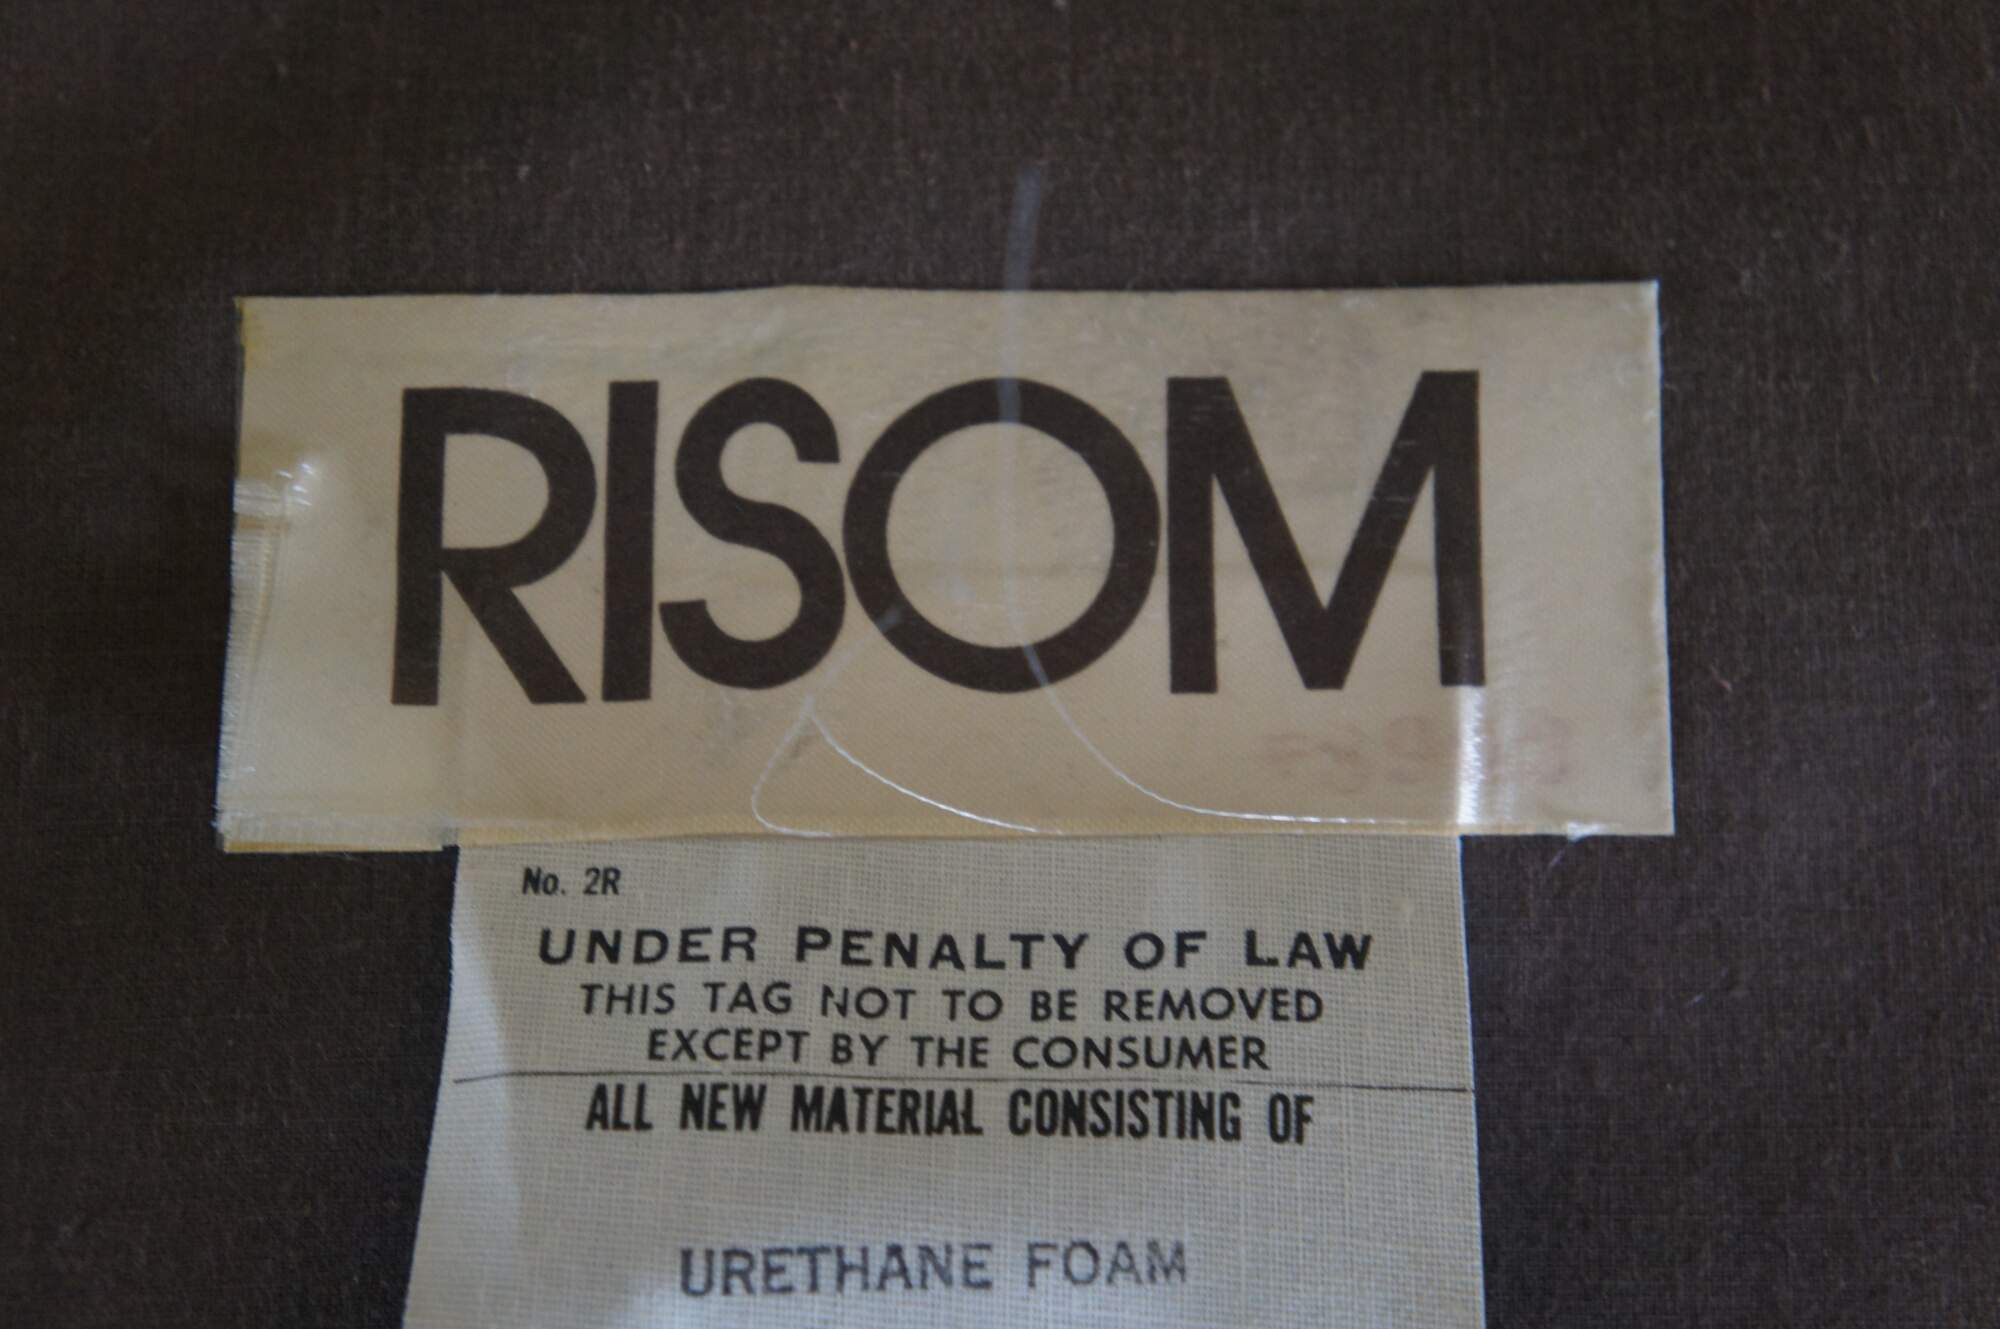 RISOM
No. 2R
UNDER PENALTY OF LAW
THIS TAG NOT TO BE REMOVED
EXCEPT BY THE CONSUMER
ALL NEW MATERIAL CONSISTING OF
URETHANE FOAM